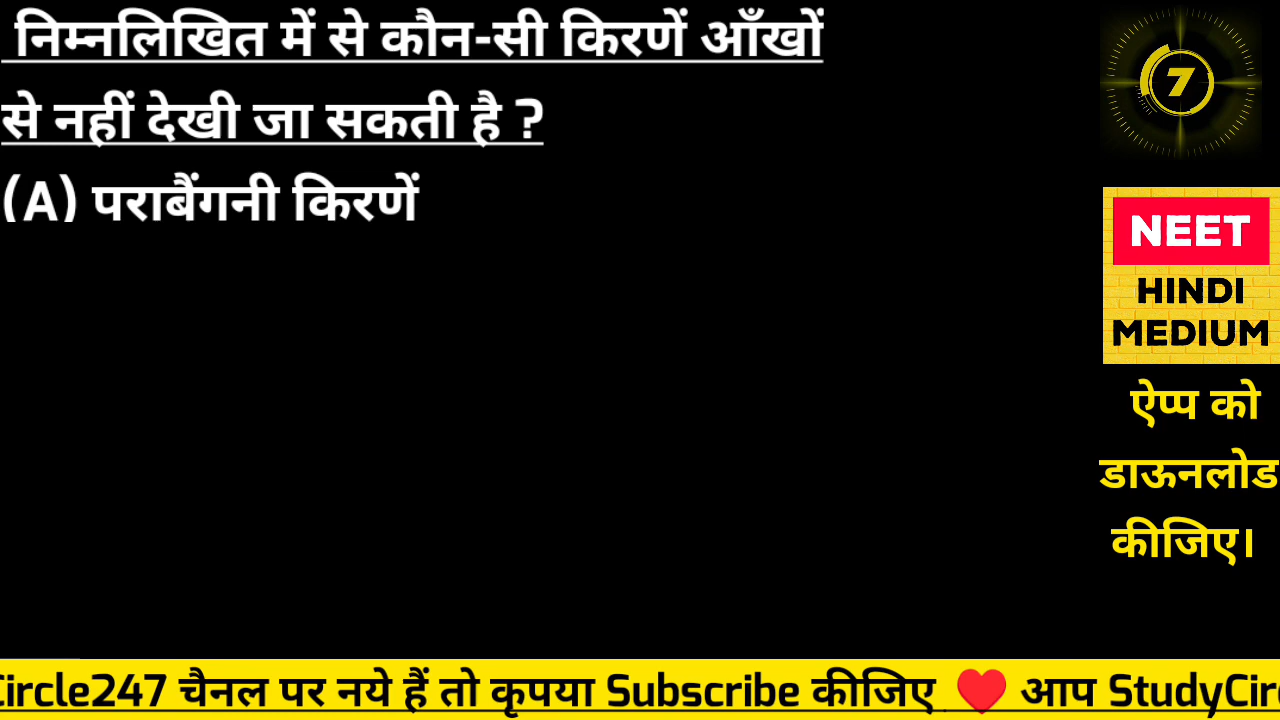 निम्नलिखित में से कौन-सी किरणें आँखों
से नहीं देखी जा सकती है ?
(A) पराबैंगनी किरणें
7
NEET
HINDI
MEDIUM
ऐप्प को
डाऊनलोड
कीजिए।
Circle247 चैनल पर नये हैं तो कृपया Subscribe कीजिए ❤️ आप StudyCir